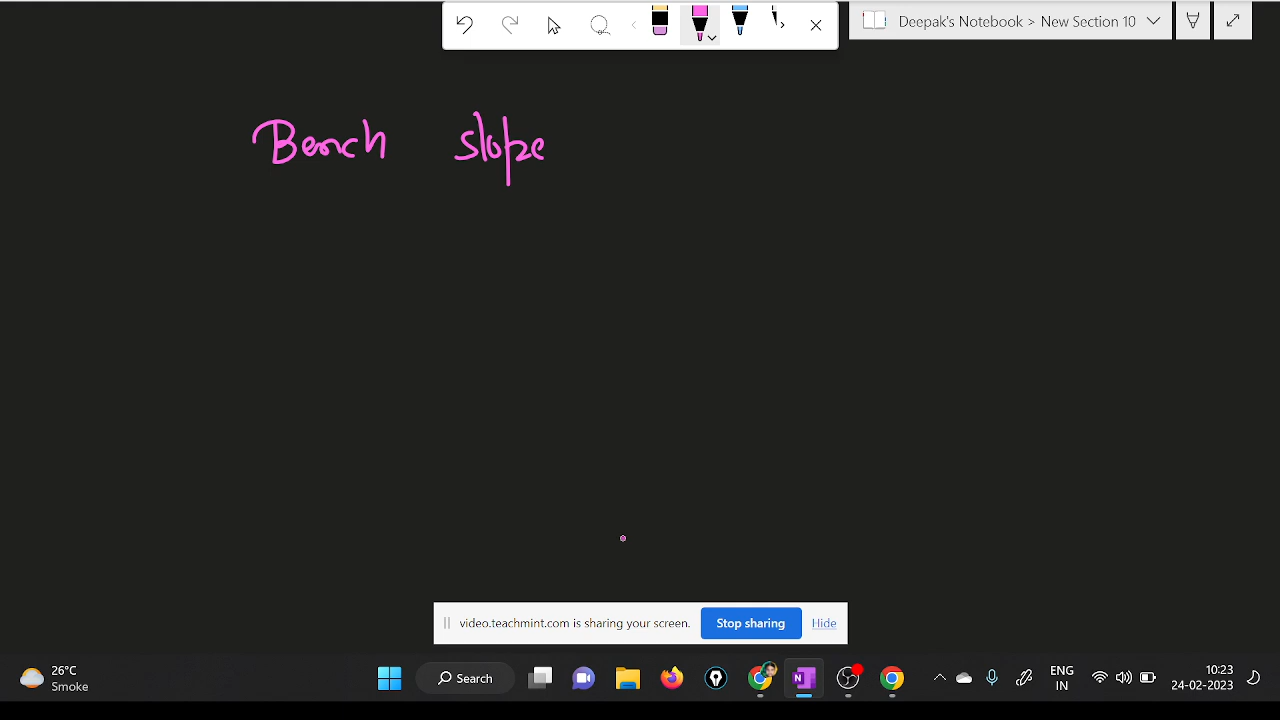 Deepak's Notebook > New Section 10
Bench slope
video.teachmint.com is sharing your screen. Stop sharing Hide
26°C
Smoke
Search
ENG
IN
10:23
24-02-2023